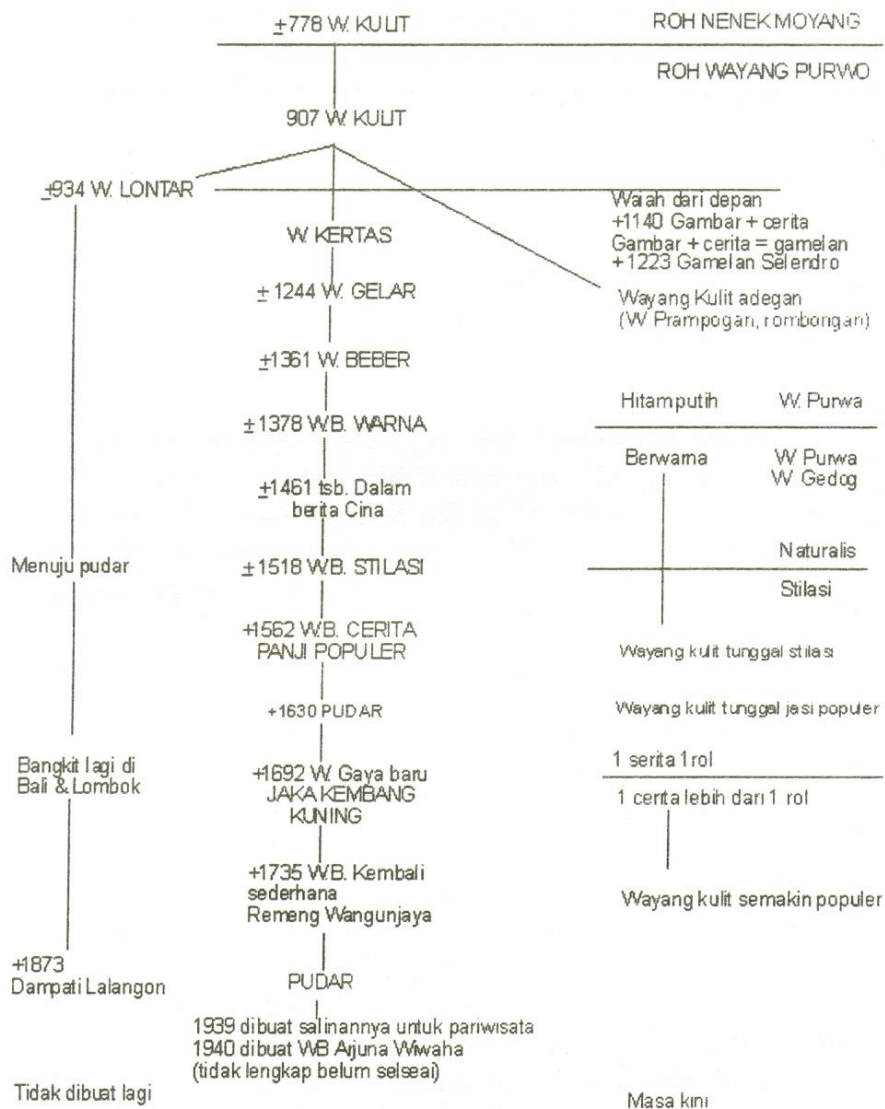 ±778 W. KULIT
ROH NENEK MOYANG
ROH WAYANG PURWO
907 W. KULIT
±934 W. LONTAR
Waiah dari depan
+1140 Gambar + cerita
Gambar + cerita = gamelan
+1223 Gamelan Selendro
W. KERTAS
± 1244 W. GELAR
Wayang Kulit adegan
(W Prampogan, rombongan)
±1361 W. BEBER
Hitamputih W. Purwa
± 1378 W.B. WARNA
Berwarna W. Purwa
W. Gedog
±1461 tsb. Dalam
berita Cina
Naturalis
Menuju pudar
± 1518 W.B. STILASI
Stilasi
+1562 W.B. CERITA
PANJI POPULER
Wayang kulit tunggal stilasi
+1630 PUDAR
Wayang kulit tunggal jasi populer
Bangkit lagi di
Bali & Lombok
+1692 W. Gaya baru
JAKA KEMBANG
KUNING
1 serita 1 rol
1 cerita lebih dari 1 rol
+1735 W.B. Kembali
sederhana
Remeng Wangunjaya
Wayang kulit semakin populer
+1873
Dampati Lalangon
PUDAR
1939 dibuat salinannya untuk pariwisata
1940 dibuat WB Arjuna Wiwaha
(tidak lengkap belum selseai)
Tidak dibuat lagi
Masa kini